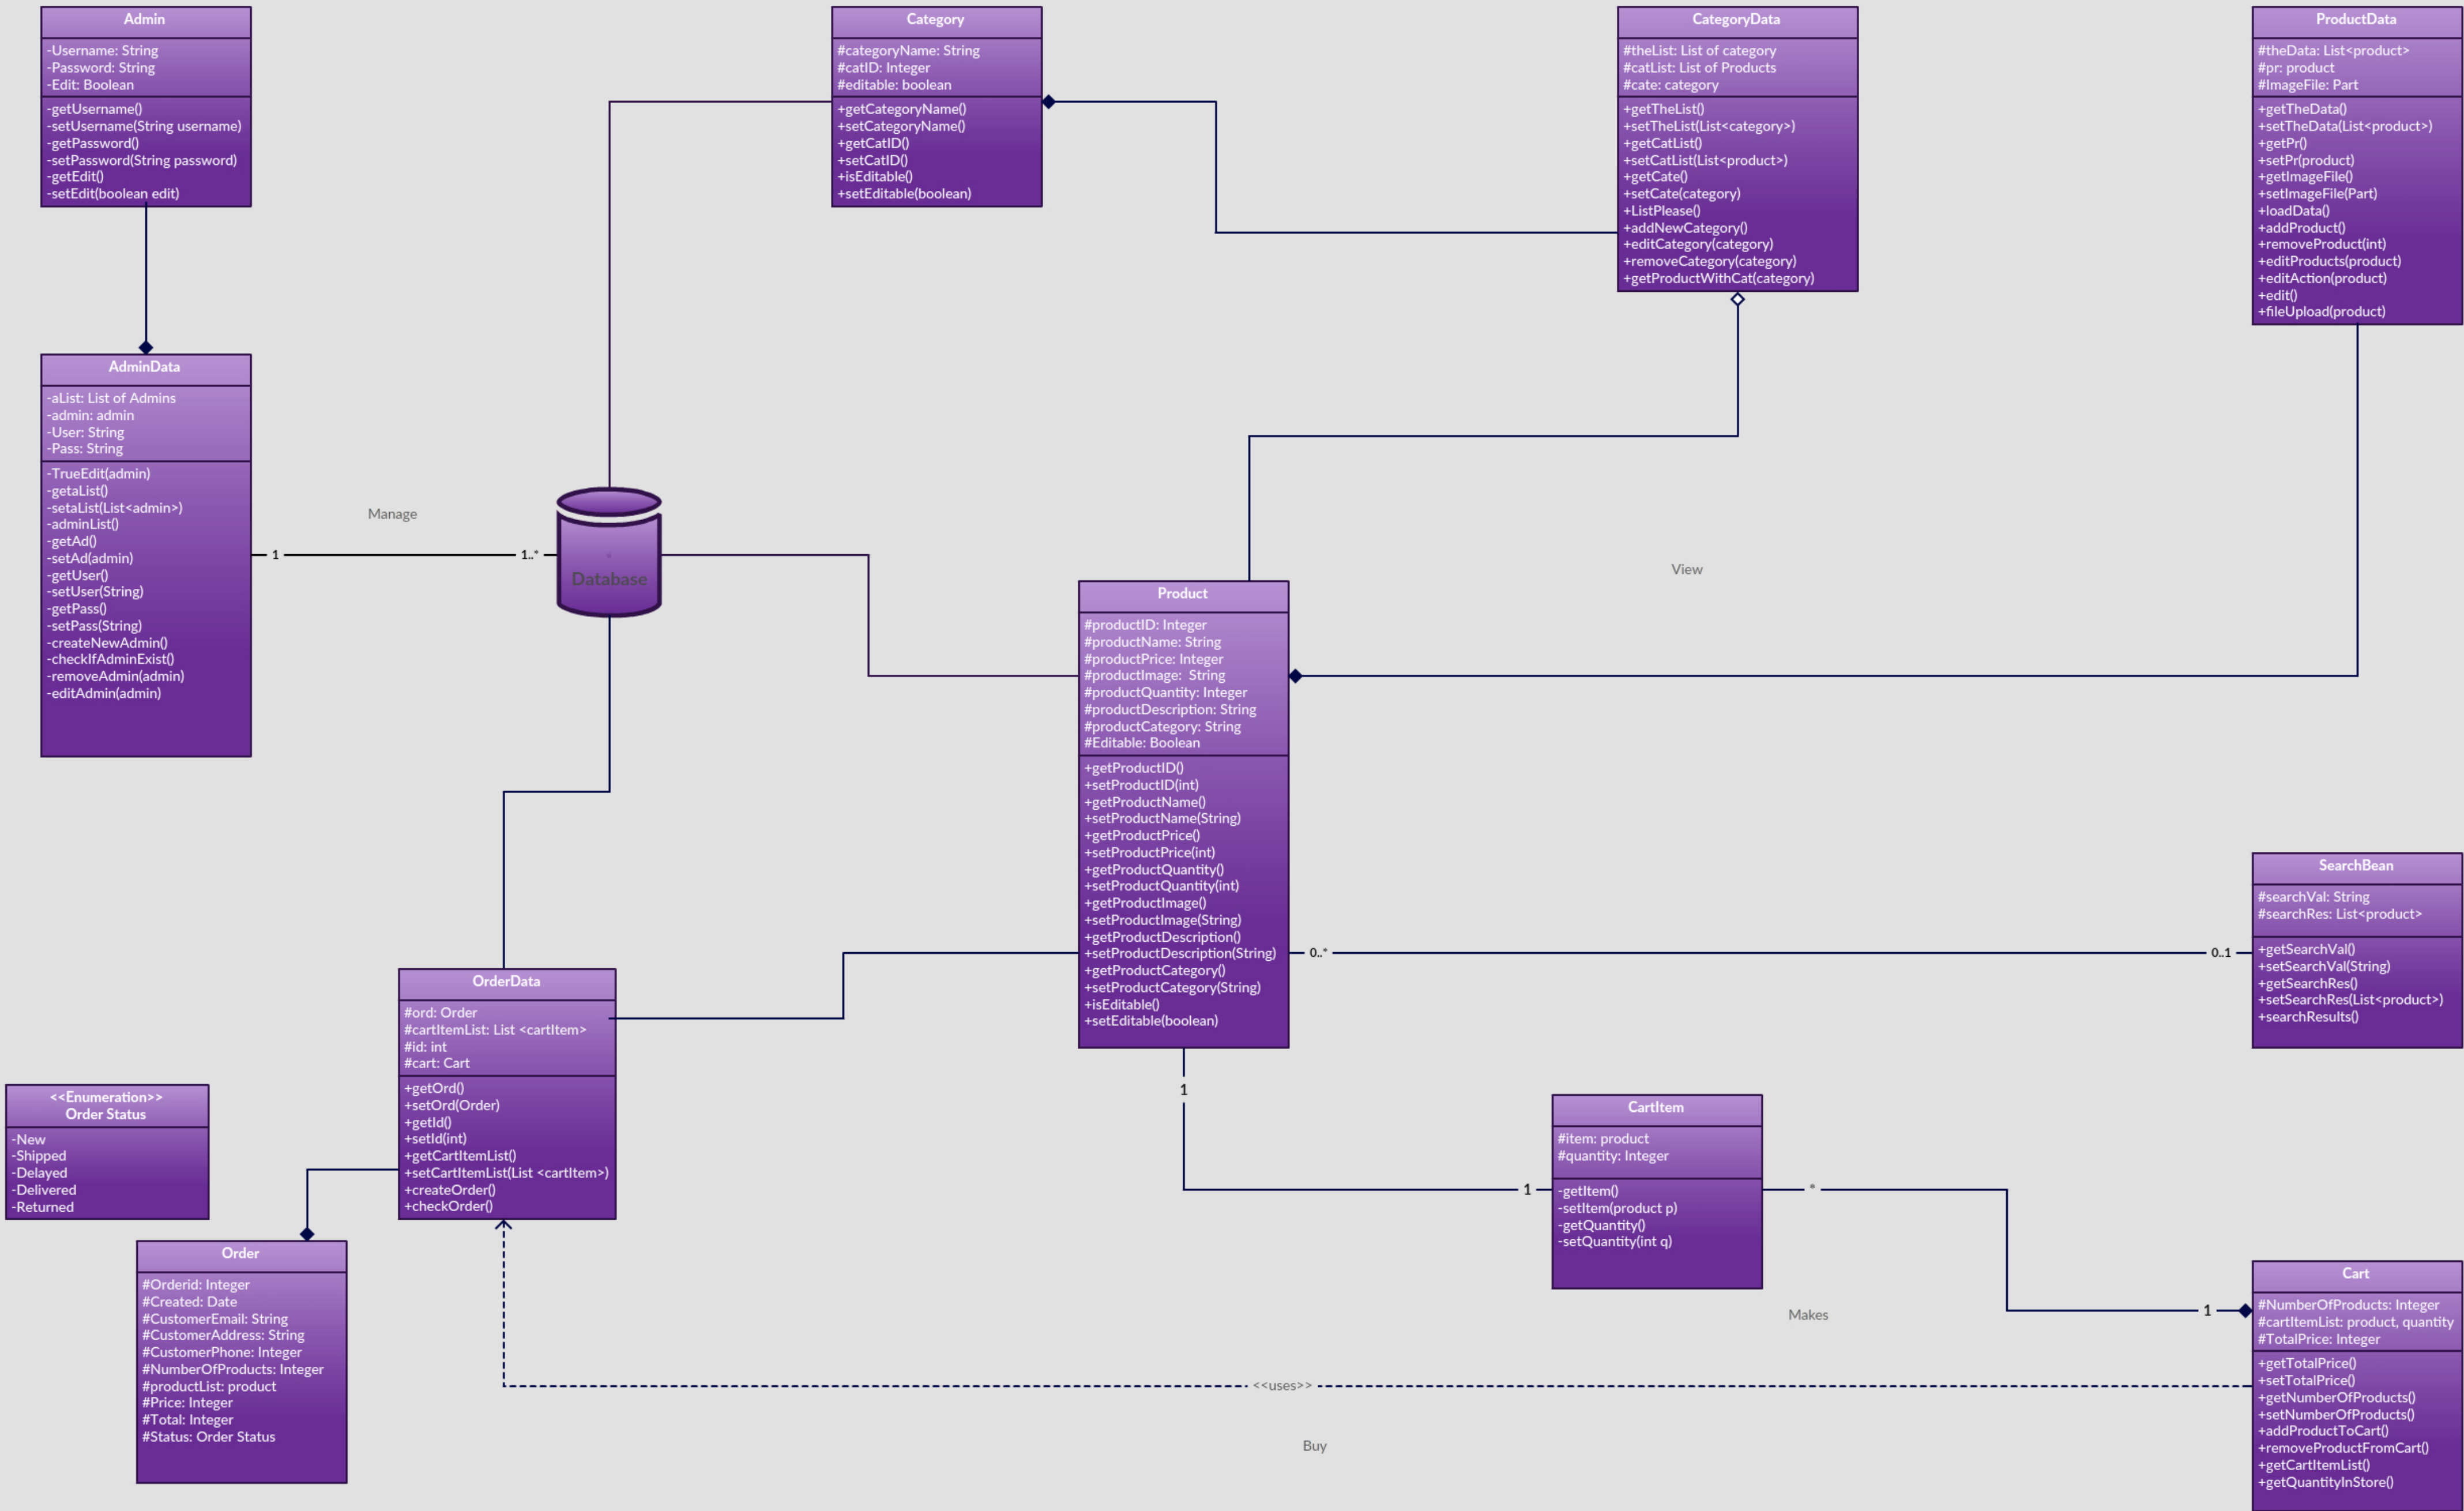 Admin
-Username: String
-Password: String
-Edit: Boolean
-getUsername()
-setUsername(String username)
-getPassword()
-setPassword(String password)
-getEdit()
-setEdit(boolean edit)
Category
#categoryName: String
#catID: Integer
#editable: boolean
+getCategoryName()
+setCategoryName()
+getCatID()
+setCatID()
+isEditable()
+setEditable(boolean)
CategoryData
#theList: List of category
#catList: List of Products
#cate: category
+getTheList()
+setTheList(List<category>)
+getCatList()
+setCatList(List<product>)
+getCate()
+setCate(category)
+ListPlease()
+addNewCategory()
+editCategory(category)
+removeCategory(category)
+getProductWithCat(category)
ProductData
#theData: List<product>
#pr: product
#ImageFile: Part
+getTheData()
+setTheData(List<product>)
+getPr()
+setPr(product)
+getImageFile()
+setImageFile(Part)
+loadData()
+addProduct()
+removeProduct(int)
+editProducts(product)
+editAction(product)
+edit()
+fileUpload(product)
AdminData
-aList: List of Admins
-admin: admin
-User: String
-Pass: String
-TrueEdit(admin)
-getaList()
-setaList(List<admin>)
-adminList()
-getAd()
-setAd(admin)
-getUser()
-setUser(String)
-getPass()
-setPass(String)
-createNewAdmin()
-checkIfAdminExist()
-removeAdmin(admin)
-editAdmin(admin)
Manage
1
1..*
*
Database
View
Product
#productID: Integer
#productName: String
#productPrice: Integer
#productImage:  String
#productQuantity: Integer
#productDescription: String
#productCategory: String
#Editable: Boolean
+getProductID()
+setProductID(int)
+getProductName()
+setProductName(String)
+getProductPrice()
+setProductPrice(int)
+getProductQuantity()
+setProductQuantity(int)
+getProductImage()
+setProductImage(String)
+getProductDescription()
+setProductDescription(String)
+getProductCategory()
+setProductCategory(String)
+isEditable()
+setEditable(boolean)
0..*
0..1
SearchBean
#searchVal: String
#searchRes: List<product>
+getSearchVal()
+setSearchVal(String)
+getSearchRes()
+setSearchRes(List<product>)
+searchResults()
OrderData
#ord: Order
#cartItemList: List <cartItem>
#id: int
#cart: Cart
+getOrd()
+setOrd(Order)
+getId()
+setId(int)
+getCartItemList()
+setCartItemList(List <cartItem>)
+createOrder()
+checkOrder()
<<Enumeration>>
Order Status
-New
-Shipped
-Delayed
-Delivered
-Returned
1
1
CartItem
#item: product
#quantity: Integer
-getItem()
-setItem(product p)
-getQuantity()
-setQuantity(int q)
*
1
Makes
Order
#Orderid: Integer
#Created: Date
#CustomerEmail: String
#CustomerAddress: String
#CustomerPhone: Integer
#NumberOfProducts: Integer
#productList: product
#Price: Integer
#Total: Integer
#Status: Order Status
<<uses>>
Buy
Cart
#NumberOfProducts: Integer
#cartItemList: product, quantity
#TotalPrice: Integer
+getTotalPrice()
+setTotalPrice()
+getNumberOfProducts()
+setNumberOfProducts()
+addProductToCart()
+removeProductFromCart()
+getCartItemList()
+getQuantityInStore()